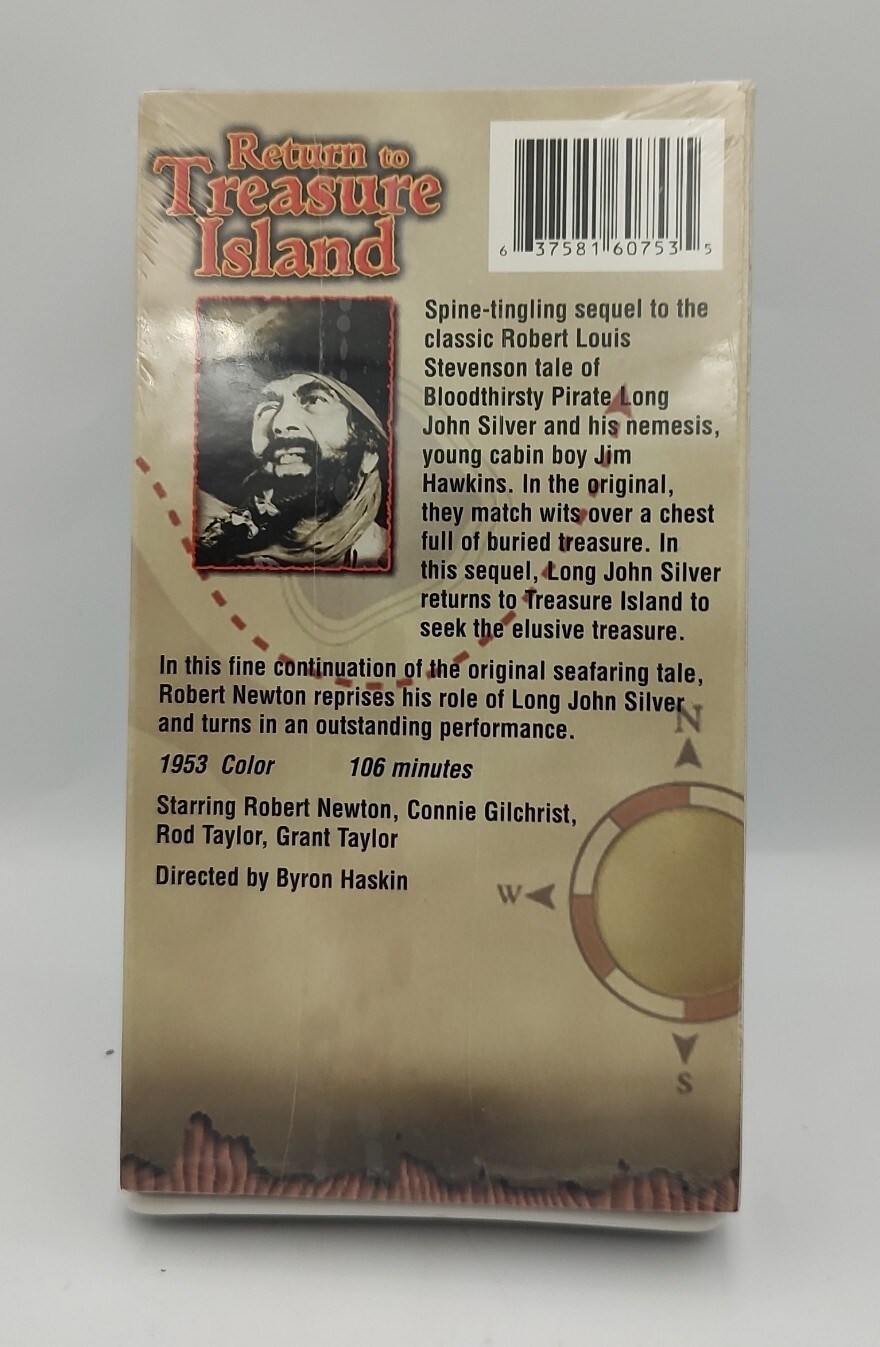 Return to
Treasure
Island
6 37581 60753 5
Spine-tingling sequel to the
classic Robert Louis
Stevenson tale of
Bloodthirsty Pirate Long
John Silver and his nemesis,
young cabin boy Jim
Hawkins. In the original,
they match wits over a chest
full of buried treasure. In
this sequel, Long John Silver
returns to Treasure Island to
seek the elusive treasure.
In this fine continuation of the original seafaring tale,
Robert Newton reprises his role of Long John Silver
and turns in an outstanding performance.
1953 Color 106 minutes
Starring Robert Newton, Connie Gilchrist,
Rod Taylor, Grant Taylor
Directed by Byron Haskin
N
W
S